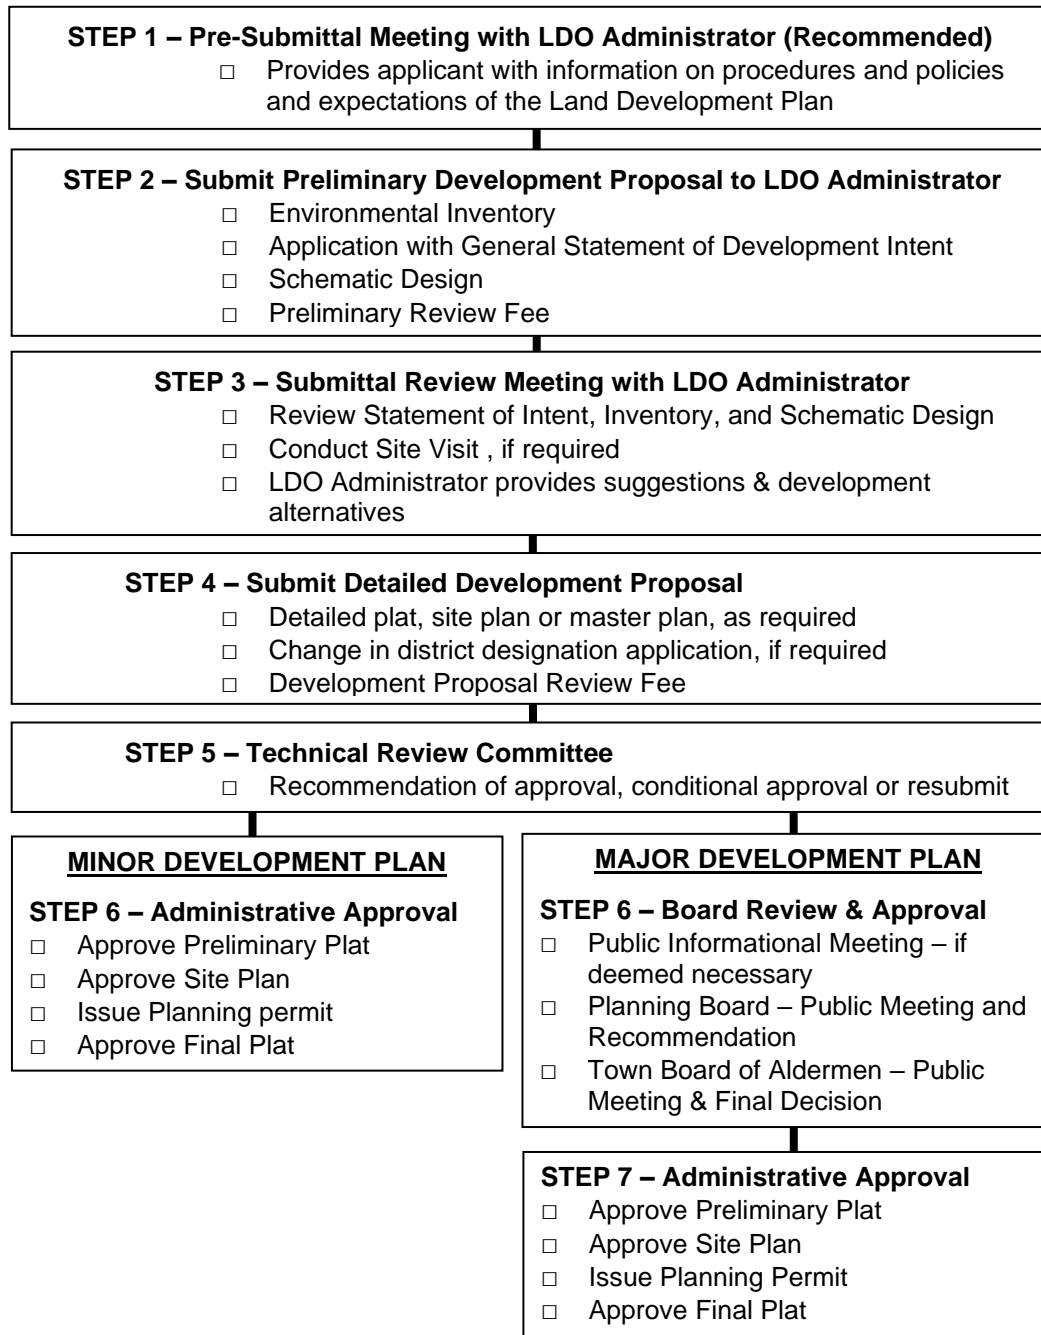 STEP 1 – Pre-Submittal Meeting with LDO Administrator (Recommended)
□ Provides applicant with information on procedures and policies
and expectations of the Land Development Plan
STEP 2 – Submit Preliminary Development Proposal to LDO Administrator
□ Environmental Inventory
□ Application with General Statement of Development Intent
□ Schematic Design
□ Preliminary Review Fee
STEP 3 – Submittal Review Meeting with LDO Administrator
□ Review Statement of Intent, Inventory, and Schematic Design
□ Conduct Site Visit , if required
□ LDO Administrator provides suggestions & development
alternatives
STEP 4 – Submit Detailed Development Proposal
□ Detailed plat, site plan or master plan, as required
□ Change in district designation application, if required
□ Development Proposal Review Fee
STEP 5 – Technical Review Committee
□ Recommendation of approval, conditional approval or resubmit
MINOR DEVELOPMENT PLAN
STEP 6 – Administrative Approval
□ Approve Preliminary Plat
□ Approve Site Plan
□ Issue Planning permit
□ Approve Final Plat
MAJOR DEVELOPMENT PLAN
STEP 6 – Board Review & Approval
□ Public Informational Meeting – if
deemed necessary
□ Planning Board – Public Meeting and
Recommendation
□ Town Board of Aldermen – Public
Meeting & Final Decision
STEP 7 – Administrative Approval
□ Approve Preliminary Plat
□ Approve Site Plan
□ Issue Planning Permit
□ Approve Final Plat